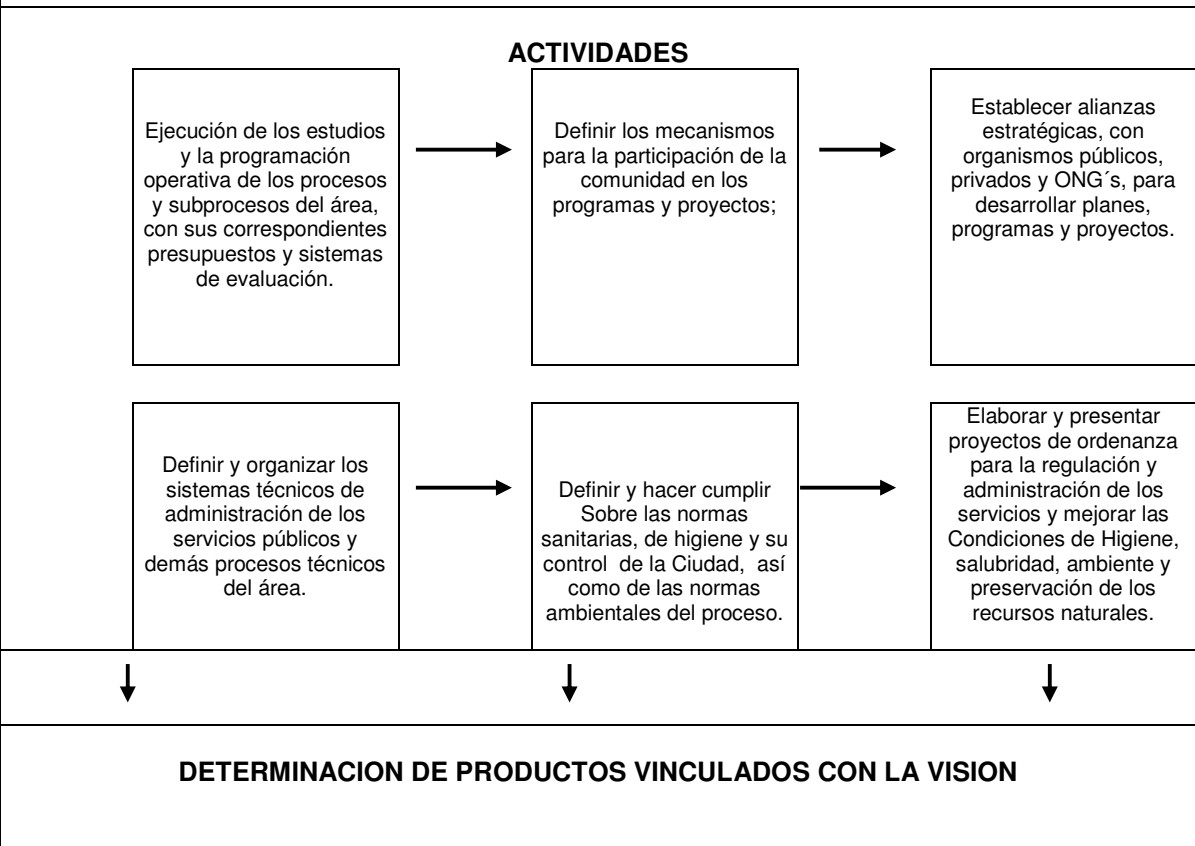 ACTIVIDADES
Ejecución de los estudios
y la programación
operativa de los procesos
y subprocesos del área,
con sus correspondientes
presupuestos y sistemas
de evaluación.
Definir los mecanismos
para la participación de la
comunidad en los
programas y proyectos;
Establecer alianzas
estratégicas, con
organismos públicos,
privados y ONG´s, para
desarrollar planes,
programas y proyectos.
Definir y organizar los
sistemas técnicos de
administración de los
servicios públicos y
demás procesos técnicos
del área.
Definir y hacer cumplir
Sobre las normas
sanitarias, de higiene y su
control  de la Ciudad,  así
como de las normas
ambientales del proceso.
Elaborar y presentar
proyectos de ordenanza
para la regulación y
administración de los
servicios y mejorar las
Condiciones de Higiene,
salubridad, ambiente y
preservación de los
recursos naturales.
DETERMINACION DE PRODUCTOS VINCULADOS CON LA VISION